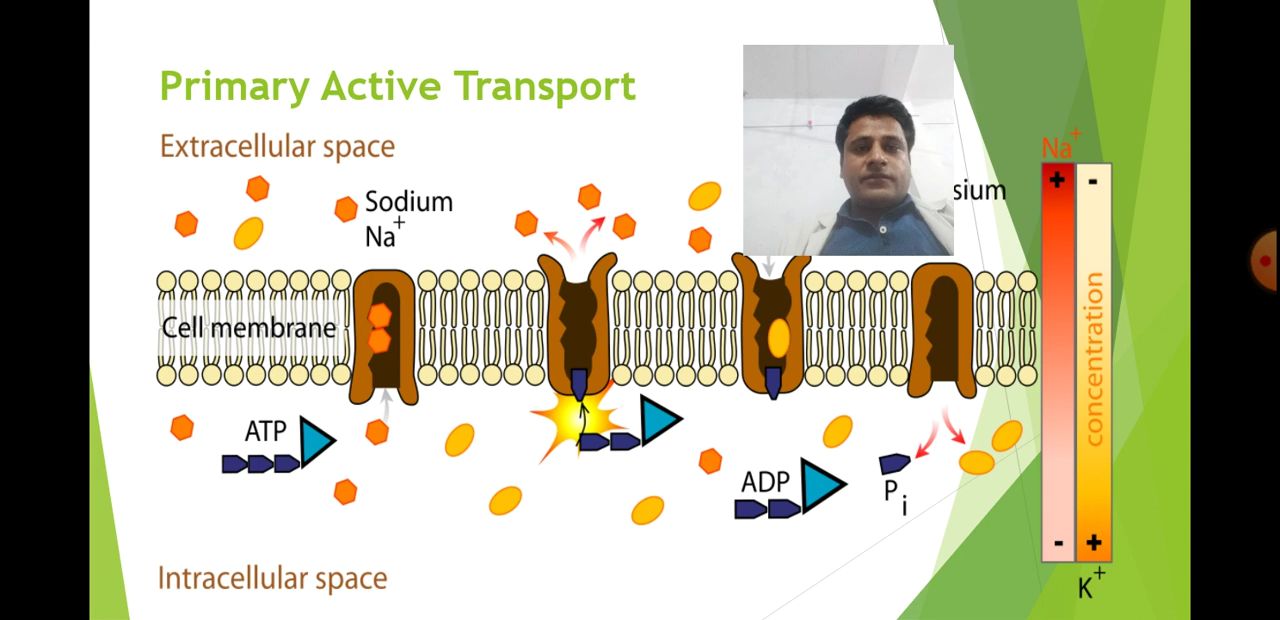 Primary Active Transport
Extracellular space
Sodium
Na+
sium
Na+
+ -
Cell membrane
concentration
ATP
ADP
Pi
- +
K+
Intracellular space